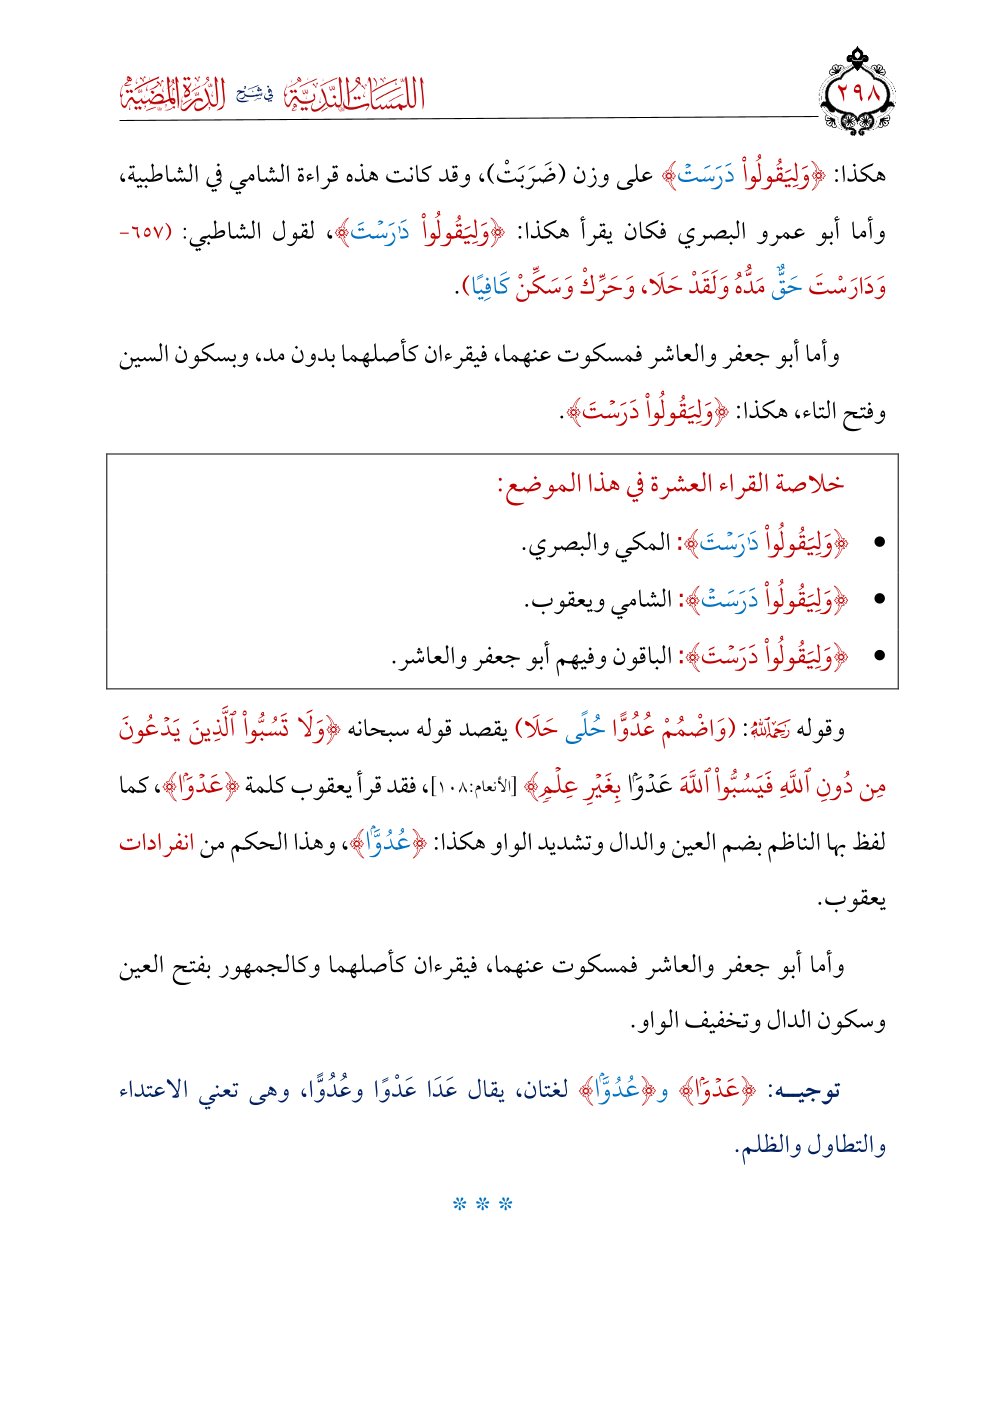 ٢٩٨
اللمسات الندية في شرح الدرة المضية
هكذا: ﴿وَلِيَقُولُواْ دَرَسَتۡ﴾ على وزن (ضَرَبَتْ)، وقد كانت هذه قراءة الشامي في الشاطبية،
وأما أبو عمرو البصري فكان يقرأ هكذا: ﴿وَلِيَقُولُواْ دَٰرَسۡتَ﴾، لقول الشاطبي: (٦٥٧-
وَدَارَسْتَ حَقٌّ مَدُّهُ وَلَقَدْ حَلَا، وَحَرِّكْ وَسَكِّنْ كَافِيًا).
وأما أبو جعفر والعاشر فمسكوت عنهما، فيقرءان كأصلهما بدون مد، وبسكون السين
وفتح التاء، هكذا: ﴿وَلِيَقُولُواْ دَرَسۡتَ﴾.
خلاصة القراء العشرة في هذا الموضع:
● ﴿وَلِيَقُولُواْ دَٰرَسۡتَ﴾: المكي والبصري.
● ﴿وَلِيَقُولُواْ دَرَسَتۡ﴾: الشامي ويعقوب.
● ﴿وَلِيَقُولُواْ دَرَسۡتَ﴾: الباقون وفيهم أبو جعفر والعاشر.
وقوله رَحِمَهُ ٱللَّهُ: (وَاضْمُمْ عُدُوًّا حُلًى حَلَا) يقصد قوله سبحانه ﴿وَلَا تَسُبُّواْ ٱلَّذِينَ يَدۡعُونَ
مِن دُونِ ٱللَّهِ فَيَسُبُّواْ ٱللَّهَ عَدۡوَۢا بِغَيۡرِ عِلۡمٖ﴾ [الأنعام:١٠٨]، فقد قرأ يعقوب كلمة ﴿عَدۡوَۢا﴾، كما
لفظ بها الناظم بضم العين والدال وتشديد الواو هكذا: ﴿عُدُوَّۢا﴾، وهذا الحكم من انفرادات
يعقوب.
وأما أبو جعفر والعاشر فمسكوت عنهما، فيقرءان كأصلهما وكالجمهور بفتح العين
وسكون الدال وتخفيف الواو.
توجيــه: ﴿عَدۡوَۢا﴾ و﴿عُدُوَّۢا﴾ لغتان، يقال عَدَا عَدْوًا وعُدُوًّا، وهى تعني الاعتداء
والتطاول والظلم.
* * *